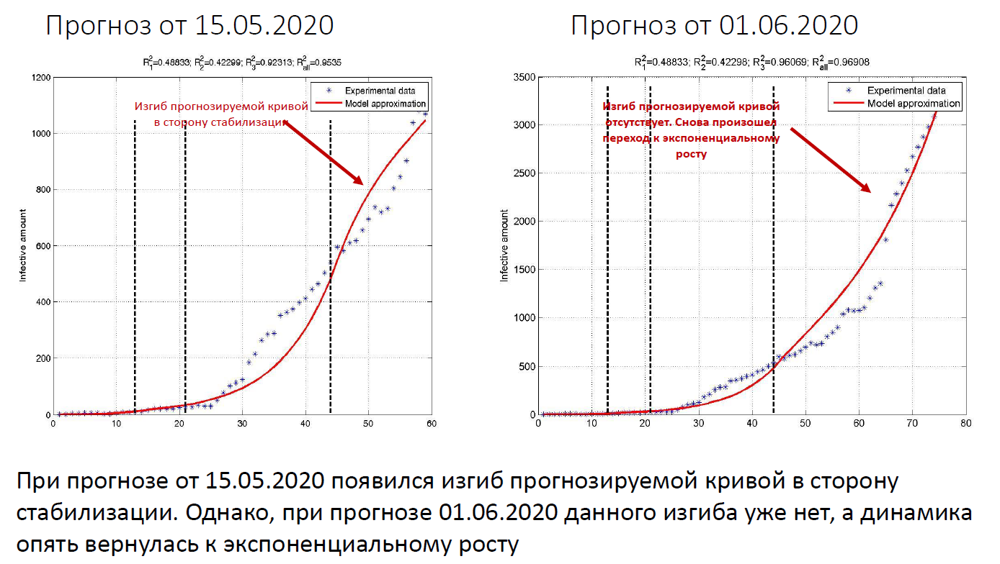 Прогноз от 15.05.2020
Прогноз от 01.06.2020
R²₁=0.48833; R²₂=0.42299; R²₃=0.92313; R²all=0.9535
1200
1000
800
600
400
200
0
Infective amount
0 10 20 30 40 50 60
Experimental data
Model approximation
Изгиб прогнозируемой кривой
в сторону стабилизации
R²₁=0.48833; R²₂=0.42298; R²₃=0.96069; R²all=0.96908
3500
3000
2500
2000
1500
1000
500
0
Infective amount
0 10 20 30 40 50 60 70 80
Experimental data
Model approximation
Изгиб прогнозируемой кривой
отсутствует. Снова произошел
переход к экспоненциальному
росту
При прогнозе от 15.05.2020 появился изгиб прогнозируемой кривой в сторону
стабилизации. Однако, при прогнозе 01.06.2020 данного изгиба уже нет, а динамика
опять вернулась к экспоненциальному росту